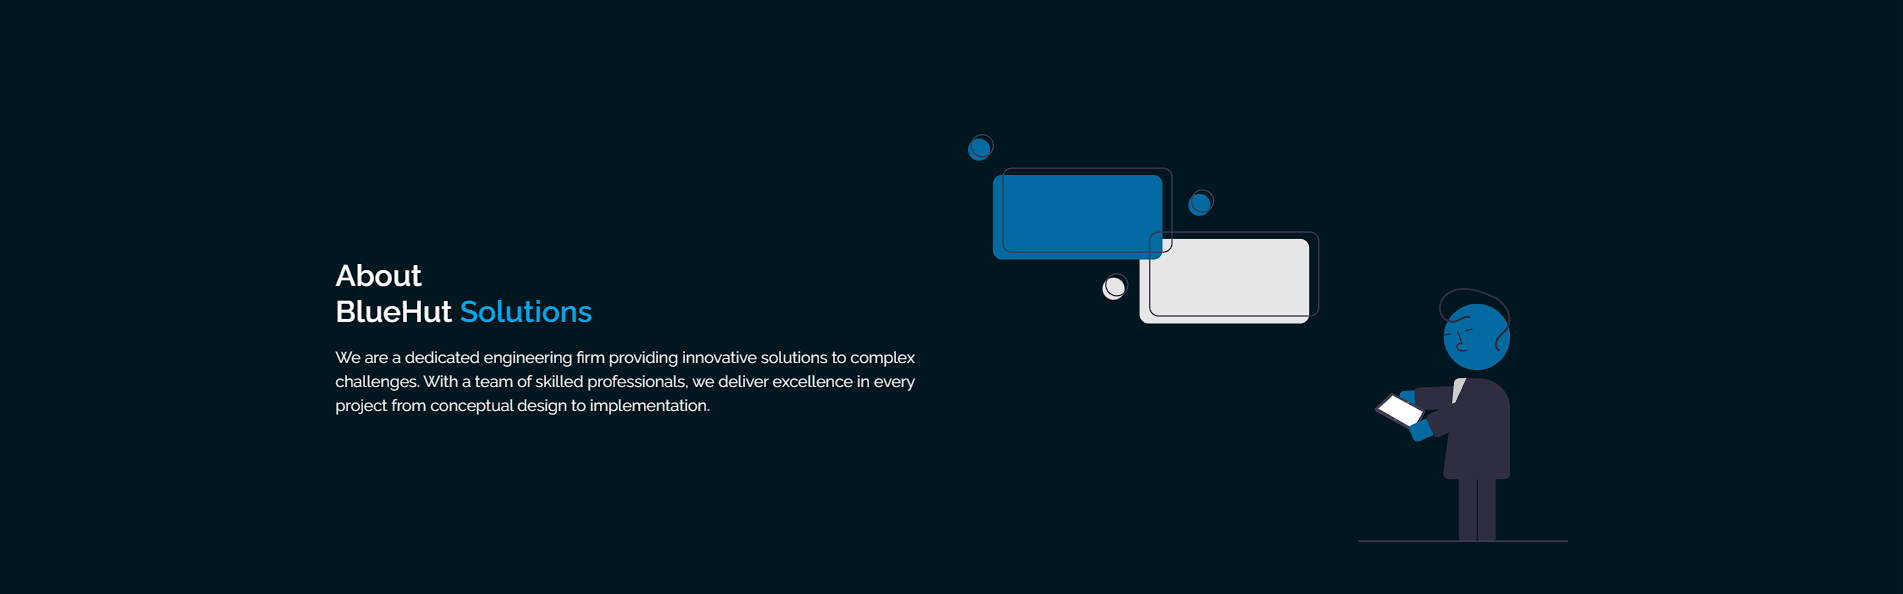 About
BlueHut Solutions
We are a dedicated engineering firm providing innovative solutions to complex
challenges. With a team of skilled professionals, we deliver excellence in every
project from conceptual design to implementation.